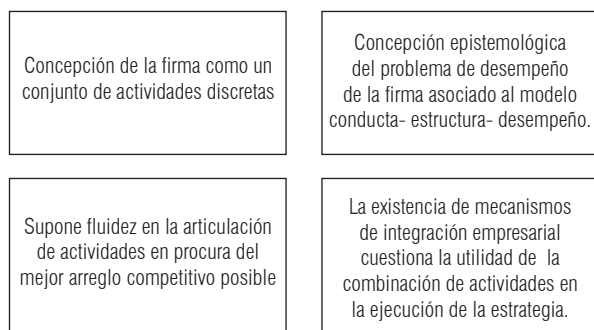 Concepción de la firma como un
conjunto de actividades discretas
Concepción epistemológica
del problema de desempeño
de la firma asociado al modelo
conducta- estructura- desempeño.
Supone fluidez en la articulación
de actividades en procura del
mejor arreglo competitivo posible
La existencia de mecanismos
de integración empresarial
cuestiona la utilidad de la
combinación de actividades en
la ejecución de la estrategia.